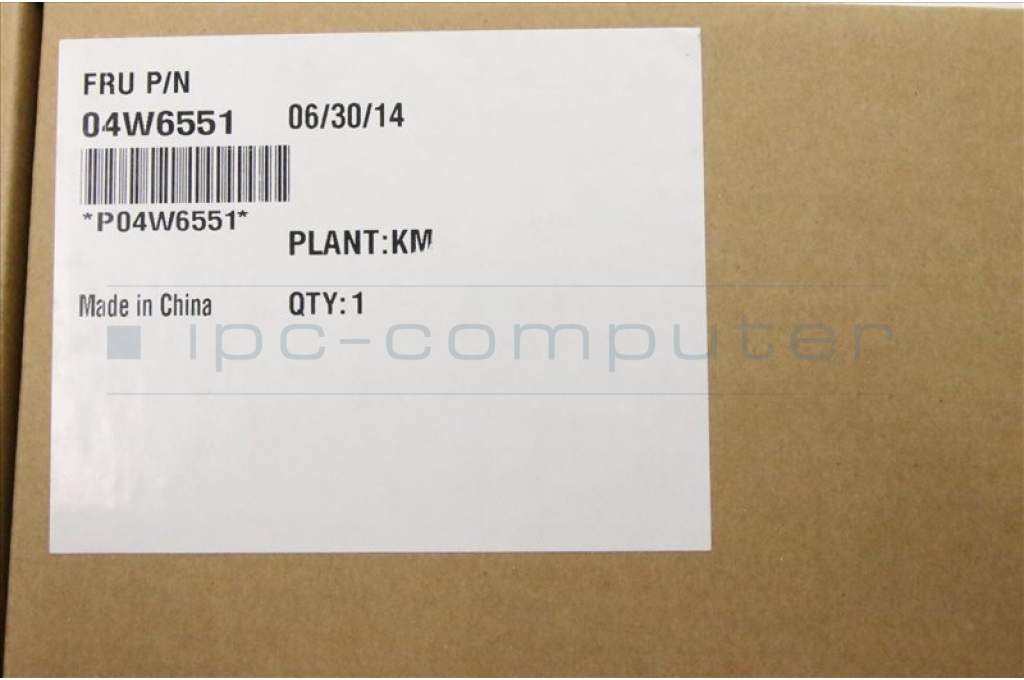 FRU P/N
04W6551 06/30/14
*P04W6551*
PLANT:KM
Made in China QTY:1
ipc-computer